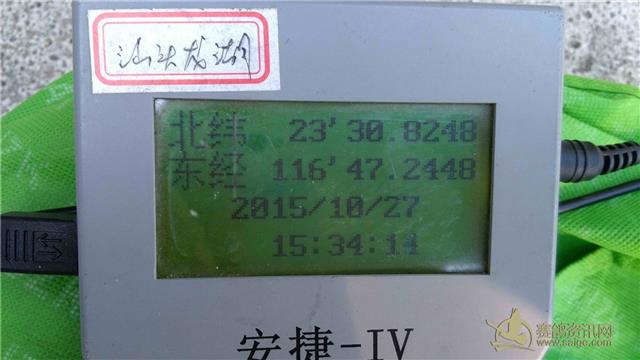 汕头龙湖
北纬 23'30.8248
东经 116'47.2448
2015/10/27
15:34:14
安捷-IV
赛鸽资讯网
www.saige.com